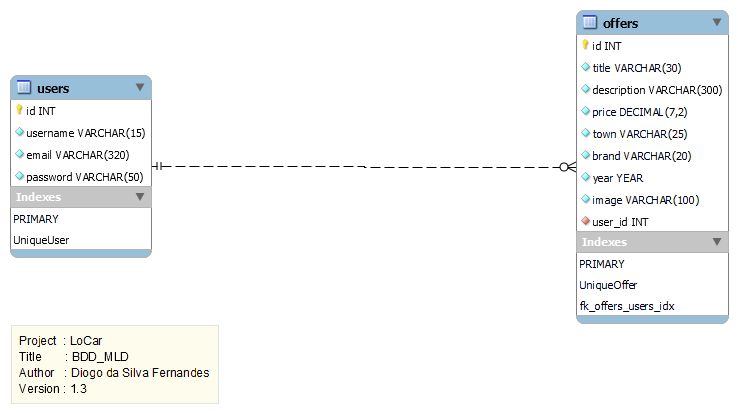 users
id INT
username VARCHAR(15)
email VARCHAR(320)
password VARCHAR(50)
Indexes
PRIMARY
UniqueUser
offers
id INT
title VARCHAR(30)
description VARCHAR(300)
price DECIMAL(7,2)
town VARCHAR(25)
brand VARCHAR(20)
year YEAR
image VARCHAR(100)
user_id INT
Indexes
PRIMARY
UniqueOffer
fk_offers_users_idx
Project : LoCar
Title : BDD_MLD
Author : Diogo da Silva Fernandes
Version : 1.3